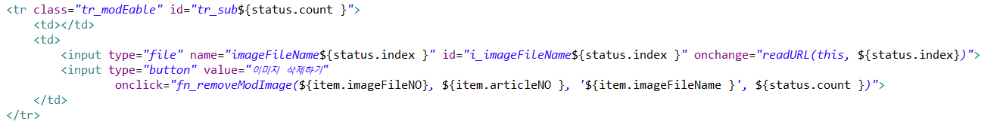 <tr class="tr_modEable" id="tr_sub${status.count }">
<td></td>
<td>
<input type="file" name="imageFileName${status.index }" id="i_imageFileName${status.index }" onchange="readURL(this, ${status.index})">
<input type="button" value="이미지 삭제하기"
onclick="fn_removeModImage(${item.imageFileNO}, ${item.articleNO }, '${item.imageFileName }', ${status.count })">
</td>
</tr>